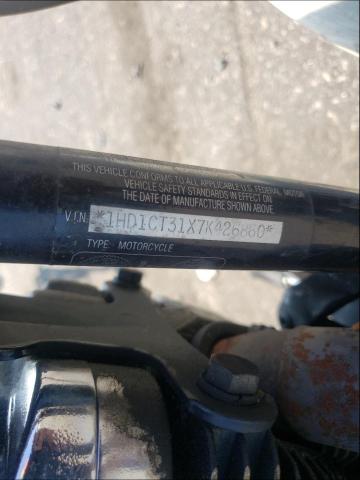 THIS VEHICLE CONFORMS TO ALL APPLICABLE U.S. FEDERAL MOTOR
VEHICLE SAFETY STANDARDS IN EFFECT ON
THE DATE OF MANUFACTURE SHOWN ABOVE.
V.I.N. *1HD1CT31X7K426860*
TYPE MOTORCYCLE